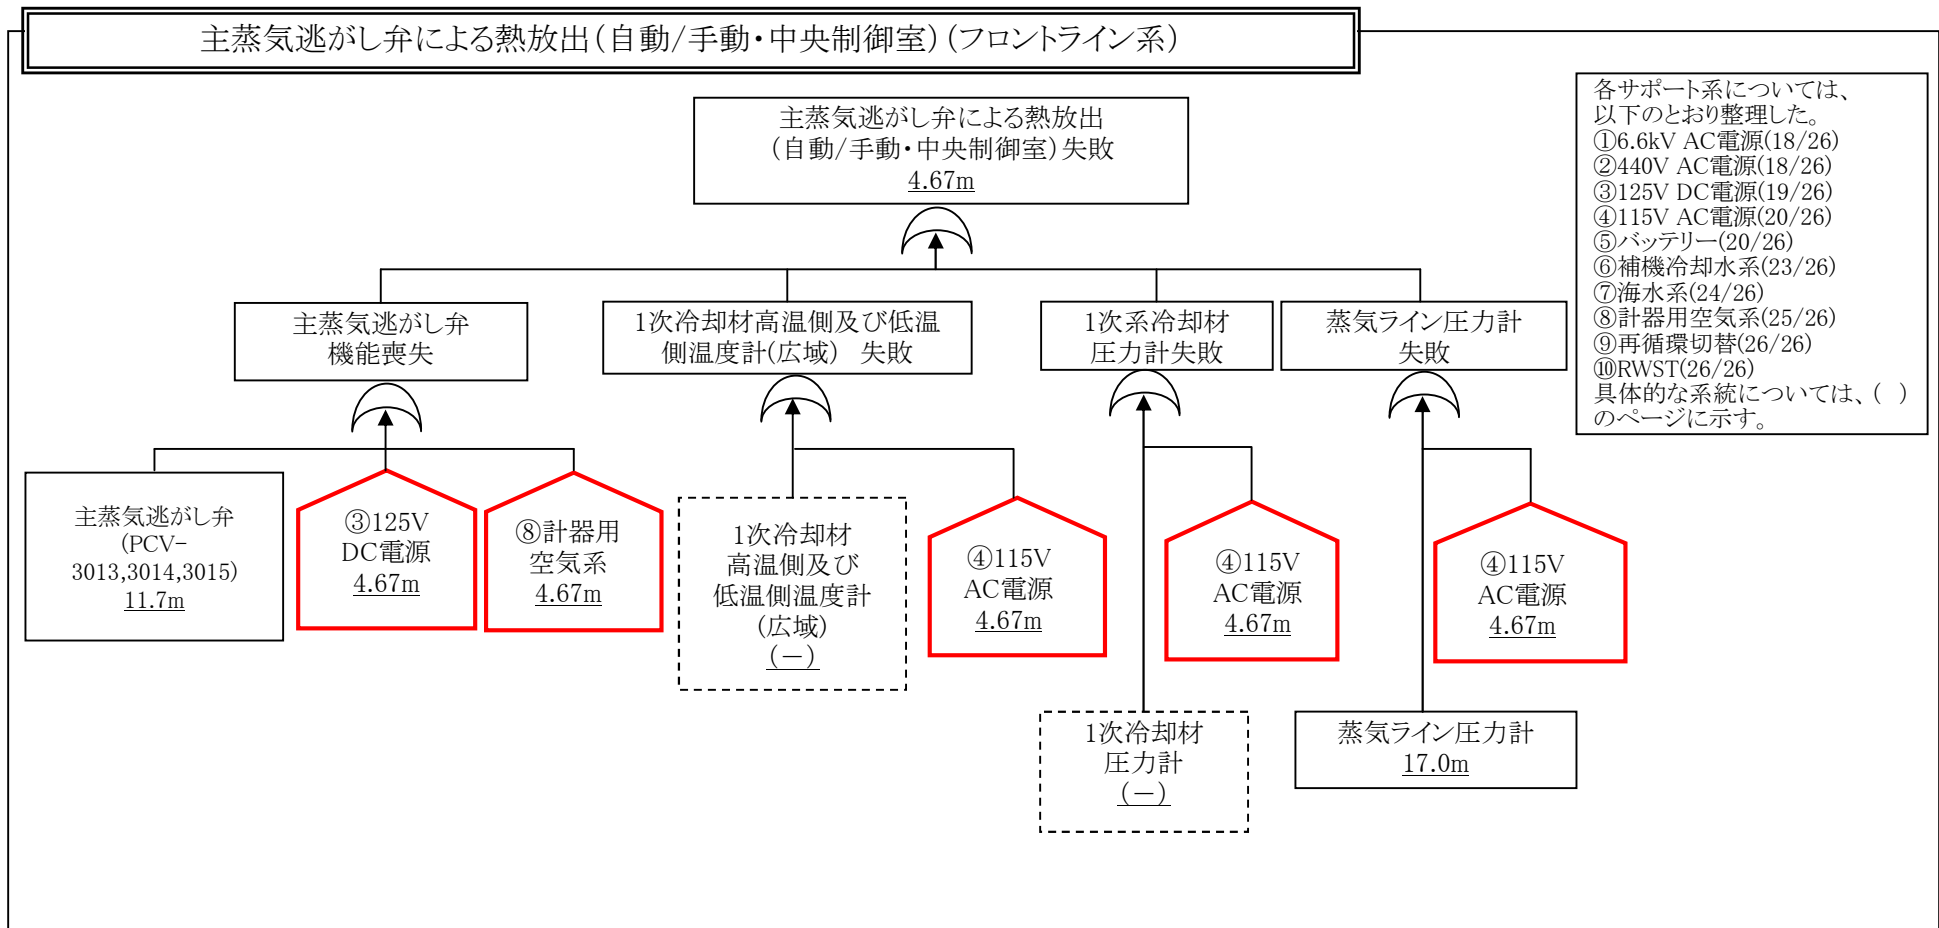 主蒸気逃がし弁による熱放出(自動/手動・中央制御室)(フロントライン系)
主蒸気逃がし弁による熱放出
(自動/手動・中央制御室)失敗
4.67m
各サポート系については、
以下のとおり整理した。
①6.6kV AC電源(18/26)
②440V AC電源(18/26)
③125V DC電源(19/26)
④115V AC電源(20/26)
⑤バッテリー(20/26)
⑥補機冷却水系(23/26)
⑦海水系(24/26)
⑧計器用空気系(25/26)
⑨再循環切替(26/26)
⑩RWST(26/26)
具体的な系統については、( )
のページに示す。
主蒸気逃がし弁
機能喪失
1次冷却材高温側及び低温
側温度計(広域) 失敗
1次系冷却材
圧力計失敗
蒸気ライン圧力計
失敗
主蒸気逃がし弁
(PCV-
3013,3014,3015)
11.7m
③125V
DC電源
4.67m
⑧計器用
空気系
4.67m
1次冷却材
高温側及び
低温側温度計
(広域)
(-)
④115V
AC電源
4.67m
④115V
AC電源
4.67m
④115V
AC電源
4.67m
1次冷却材
圧力計
(-)
蒸気ライン圧力計
17.0m